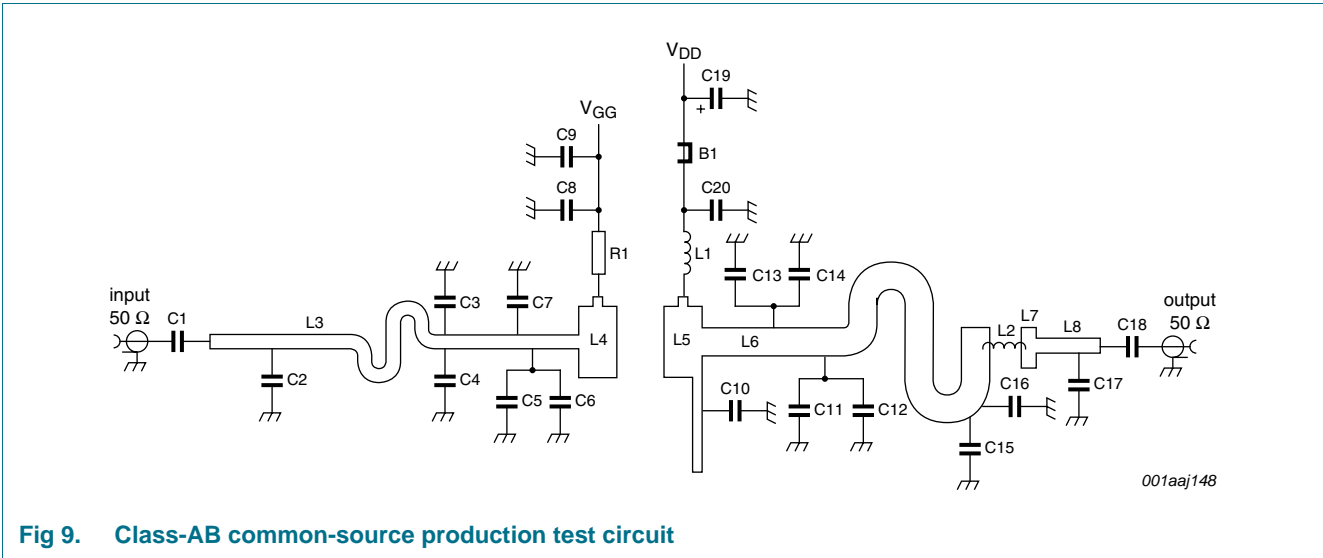 VDD
C19
+
VGG
C9
B1
C8
C20
R1
L1
C13
C14
input
50 Ω
C1
L3
C3
C7
L4
L5
L6
L2
L7
L8
C18
output
50 Ω
C2
C4
C5
C6
C10
C11
C12
C16
C17
C15
001aaj148
Fig 9. Class-AB common-source production test circuit